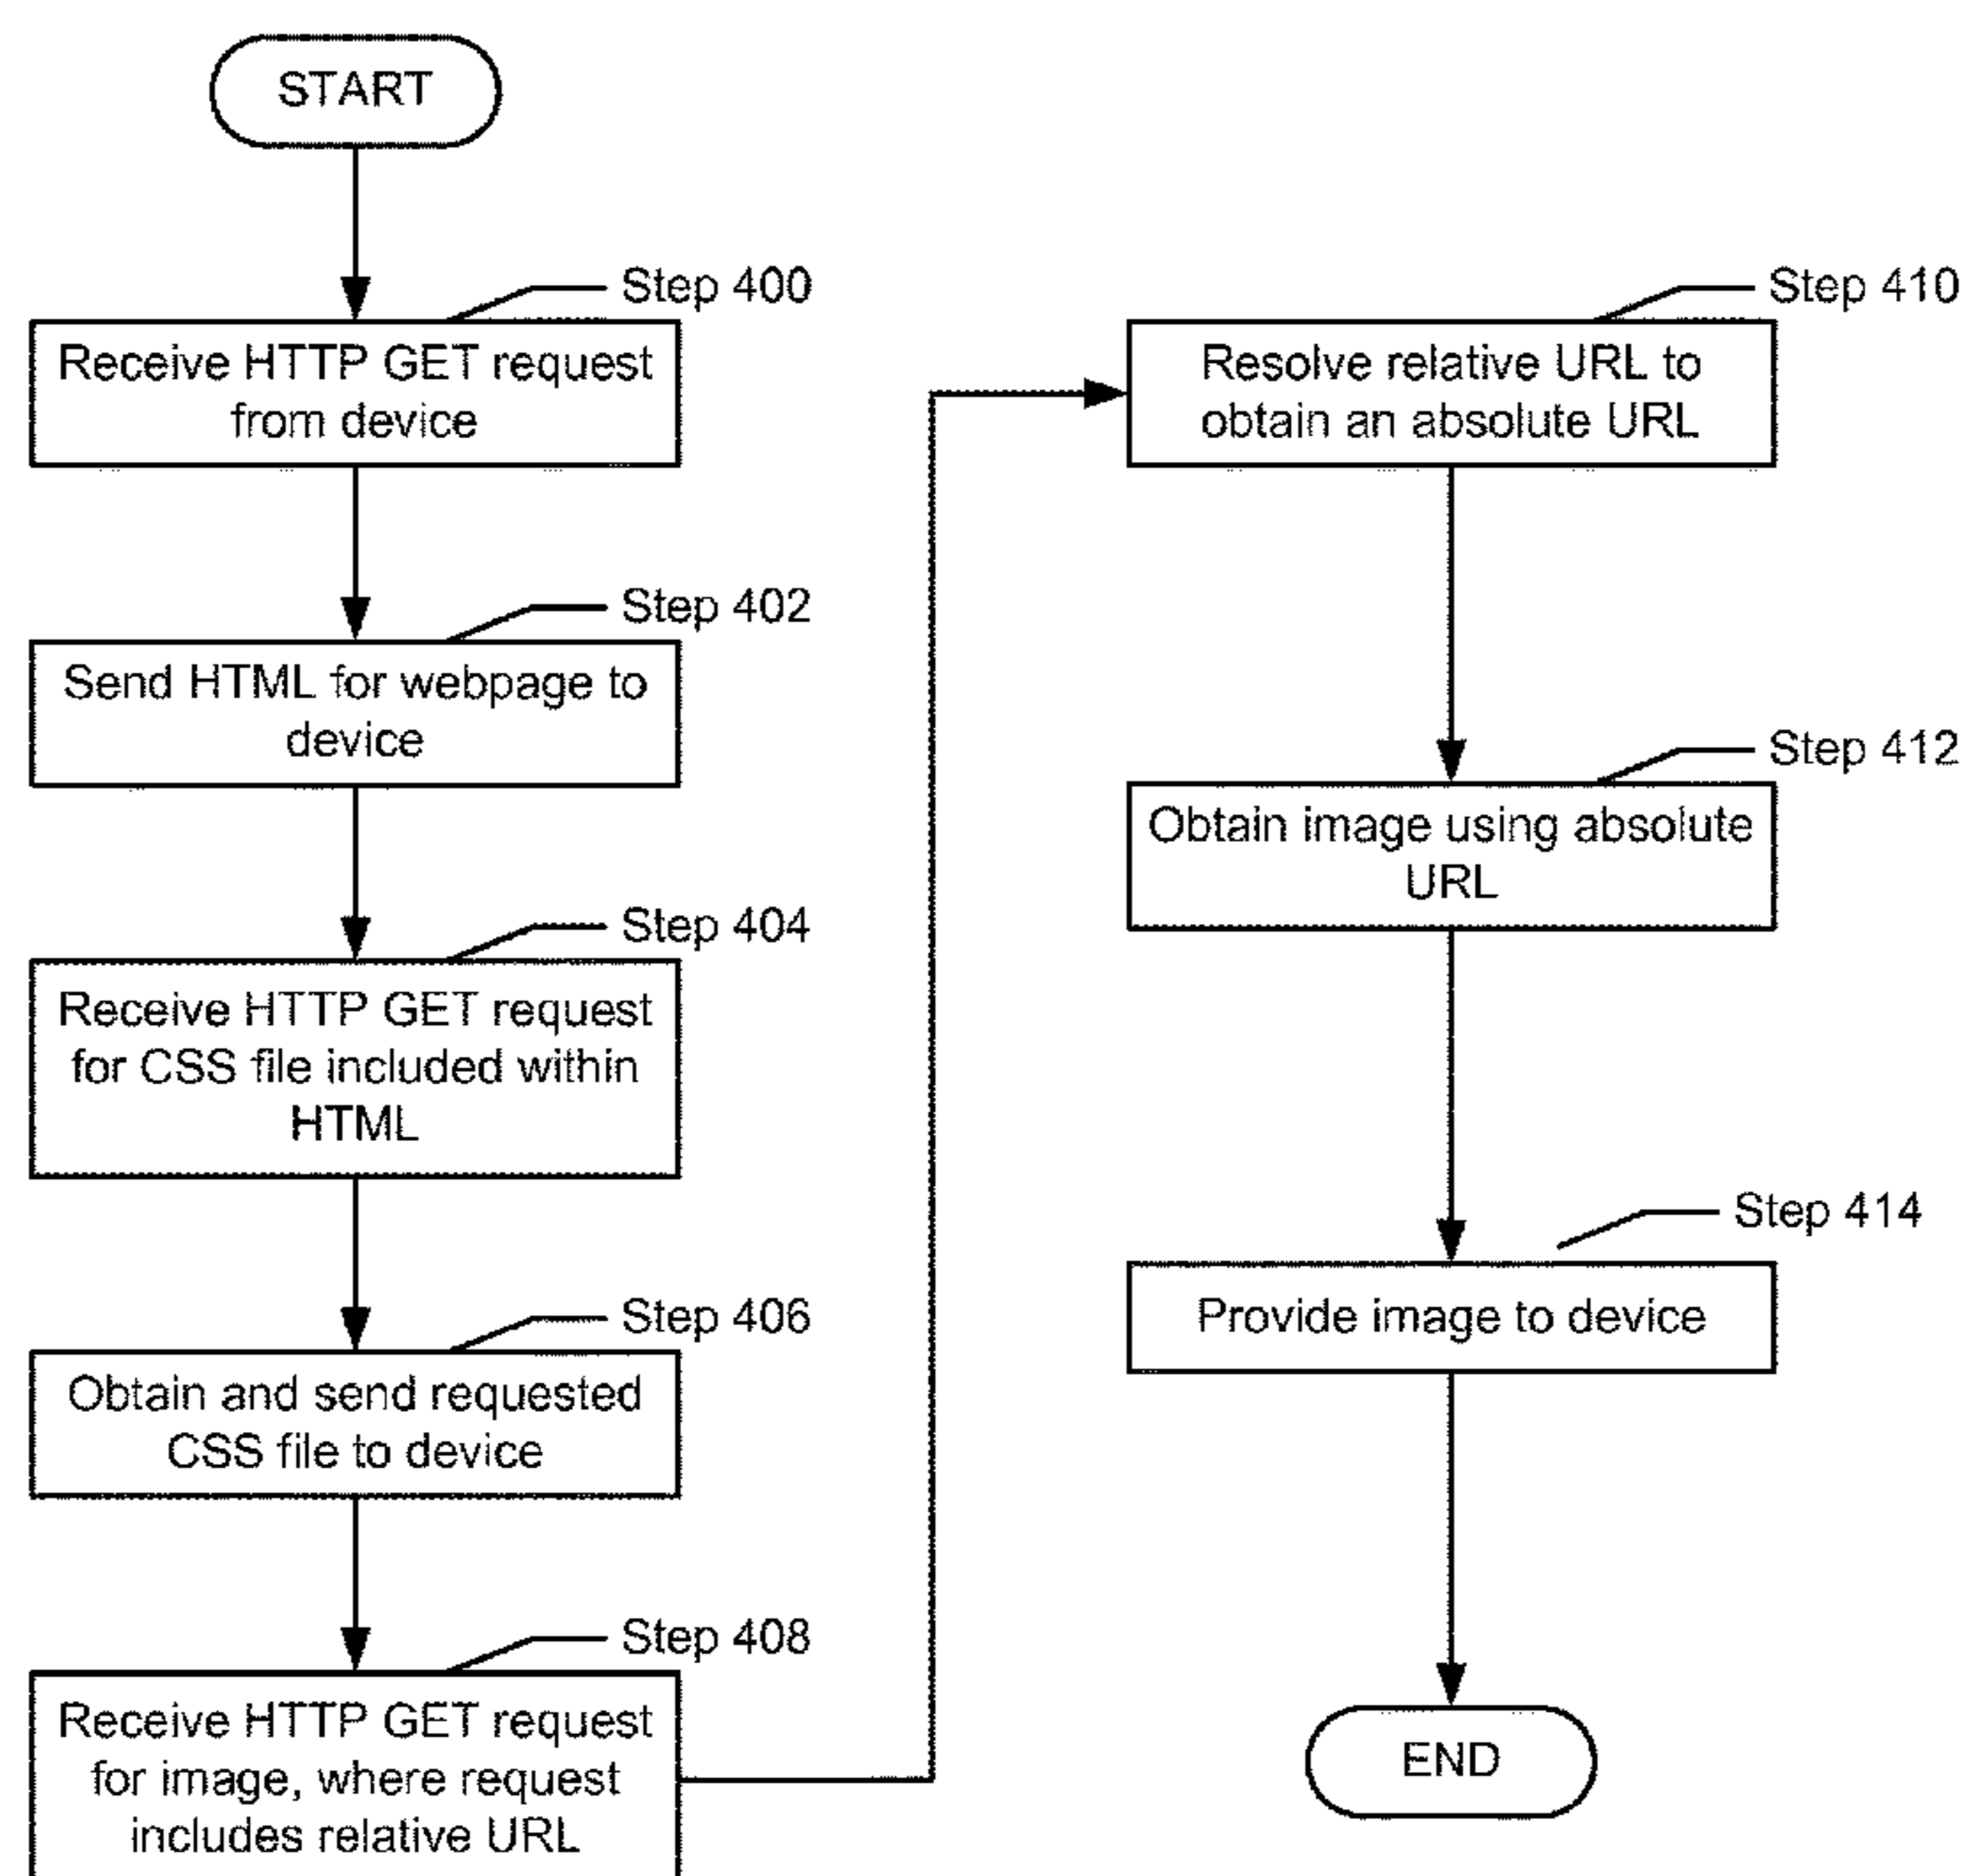 START
Step 400
Receive HTTP GET request
from device
Step 402
Send HTML for webpage to
device
Step 404
Receive HTTP GET request
for CSS file included within
HTML
Step 406
Obtain and send requested
CSS file to device
Step 408
Receive HTTP GET request
for image, where request
includes relative URL
Step 410
Resolve relative URL to
obtain an absolute URL
Step 412
Obtain image using absolute
URL
Step 414
Provide image to device
END